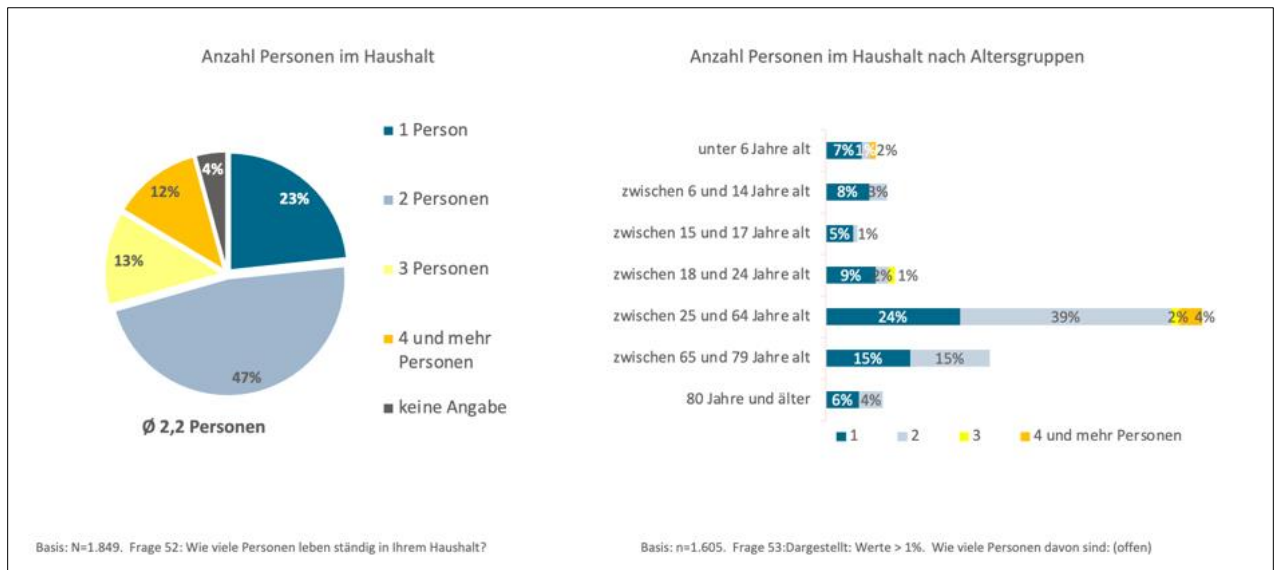 Anzahl Personen im Haushalt
1 Person
2 Personen
3 Personen
4 und mehr
Personen
keine Angabe
23%
47%
13%
12%
4%
Ø 2,2 Personen
Basis: N=1.849. Frage 52: Wie viele Personen leben ständig in Ihrem Haushalt?
Anzahl Personen im Haushalt nach Altersgruppen
unter 6 Jahre alt 7% 1% 2%
zwischen 6 und 14 Jahre alt 8% 3%
zwischen 15 und 17 Jahre alt 5% 1%
zwischen 18 und 24 Jahre alt 9% 2% 1%
zwischen 25 und 64 Jahre alt 24% 39% 2% 4%
zwischen 65 und 79 Jahre alt 15% 15%
80 Jahre und älter 6% 4%
1 2 3 4 und mehr Personen
Basis: n=1.605. Frage 53:Dargestellt: Werte > 1%. Wie viele Personen davon sind: (offen)